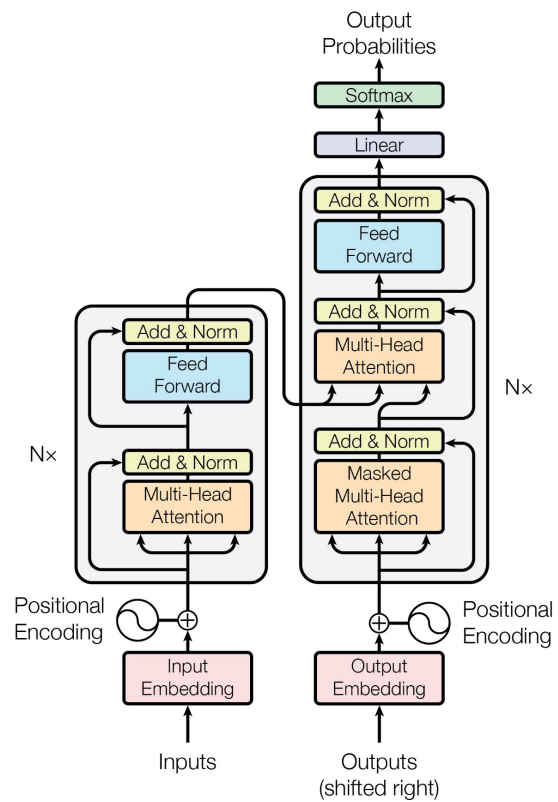 Output
Probabilities
Softmax
Linear
Add & Norm
Feed
Forward
Add & Norm
Multi-Head
Attention
Add & Norm
Masked
Multi-Head
Attention
N×
Positional
Encoding
Output
Embedding
Outputs
(shifted right)
Add & Norm
Feed
Forward
Add & Norm
Multi-Head
Attention
N×
Positional
Encoding
Input
Embedding
Inputs